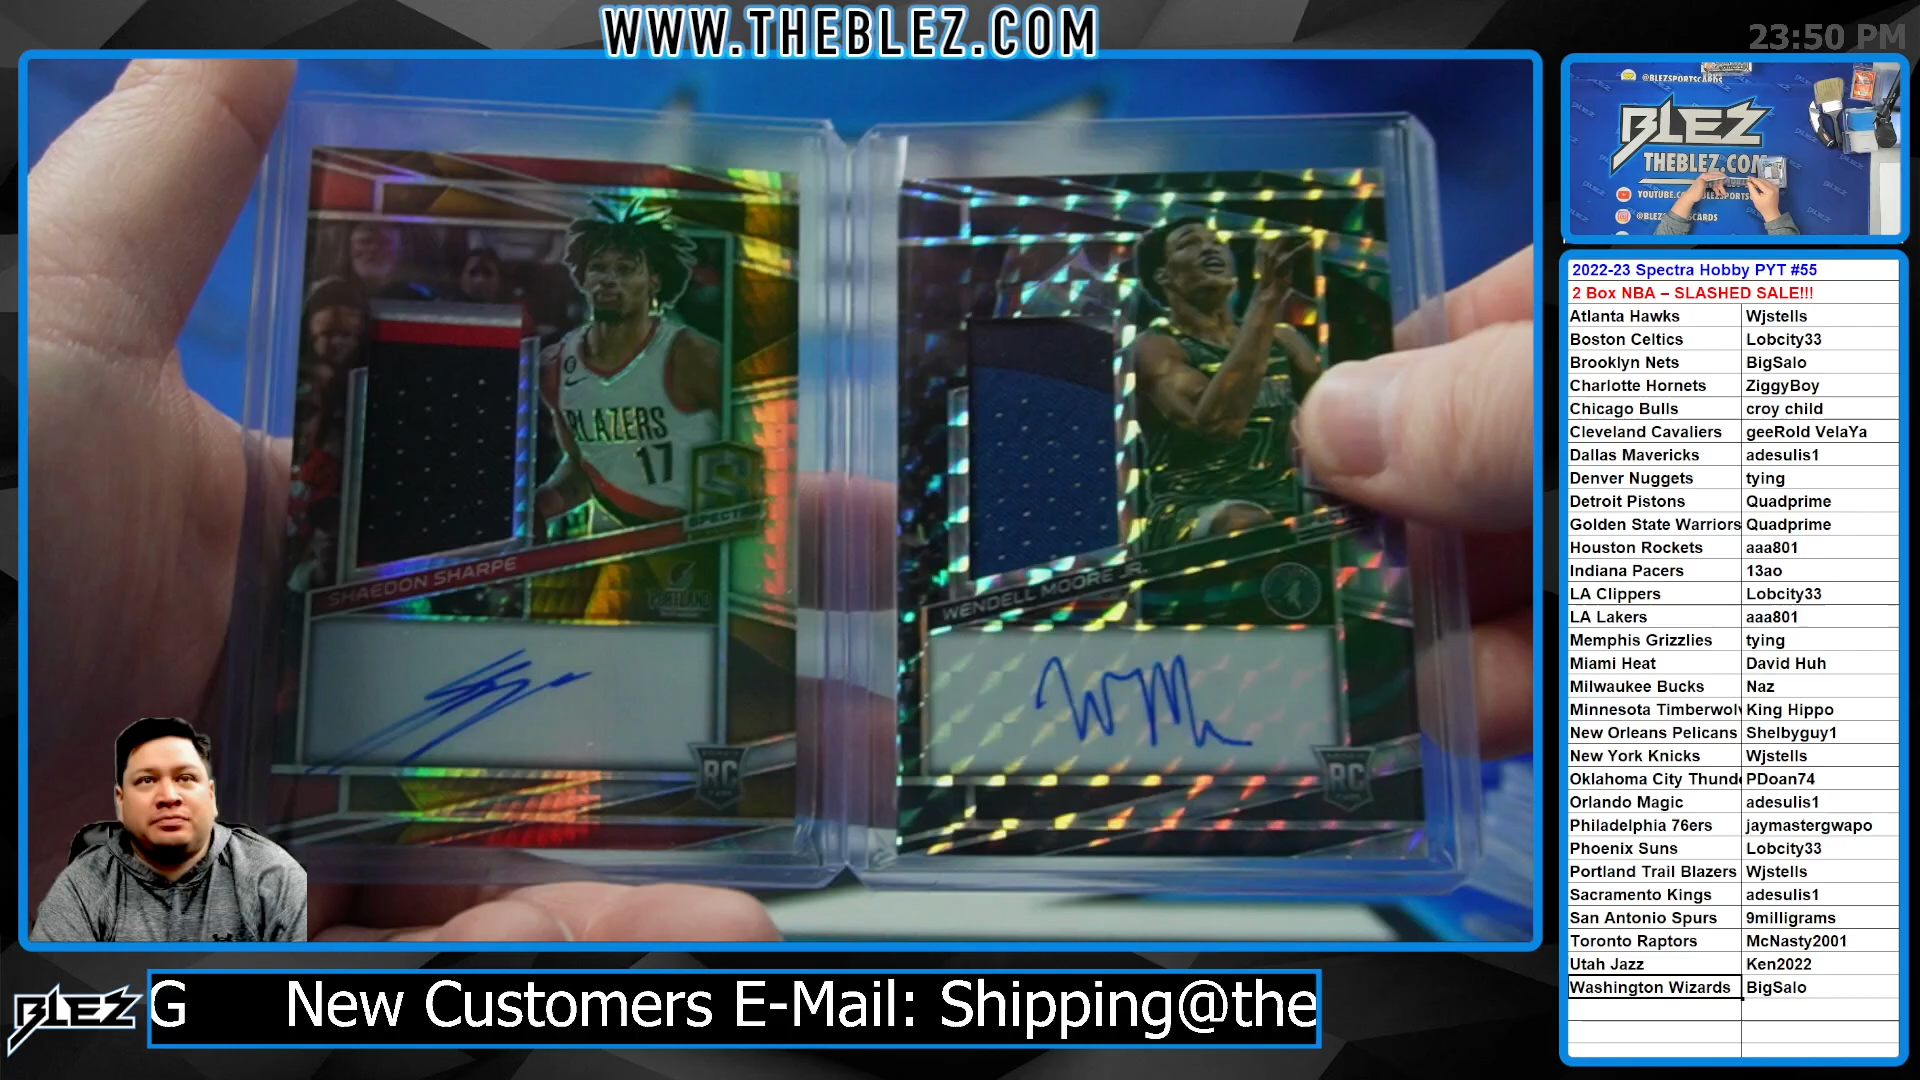 WWW.THEBLEZ.COM
23:50 PM
@BLEZSPORTSCARDS
BLEZ
THEBLEZ.COM
2022-23 Spectra Hobby PYT #55
2 Box NBA – SLASHED SALE!!!
Atlanta Hawks Wjstells
Boston Celtics Lobcity33
Brooklyn Nets BigSalo
Charlotte Hornets ZiggyBoy
Chicago Bulls croy child
Cleveland Cavaliers geeRold VelaYa
Dallas Mavericks adesulis1
Denver Nuggets tying
Detroit Pistons Quadprime
Golden State Warriors Quadprime
Houston Rockets aaa801
Indiana Pacers 13ao
LA Clippers Lobcity33
LA Lakers aaa801
Memphis Grizzlies tying
Miami Heat David Huh
Milwaukee Bucks Naz
Minnesota Timberwolv King Hippo
New Orleans Pelicans Shelbyguy1
New York Knicks Wjstells
Oklahoma City Thunde PDoan74
Orlando Magic adesulis1
Philadelphia 76ers jaymastergwapo
Phoenix Suns Lobcity33
Portland Trail Blazers Wjstells
Sacramento Kings adesulis1
San Antonio Spurs 9milligrams
Toronto Raptors McNasty2001
Utah Jazz Ken2022
Washington Wizards BigSalo
BLAZERS
17
S
SPECTRA
SHAEDON SHARPE
PORTLAND
RC
WENDELL MOORE JR.
7
WM
RC
BLEZ
G New Customers E-Mail: Shipping@the